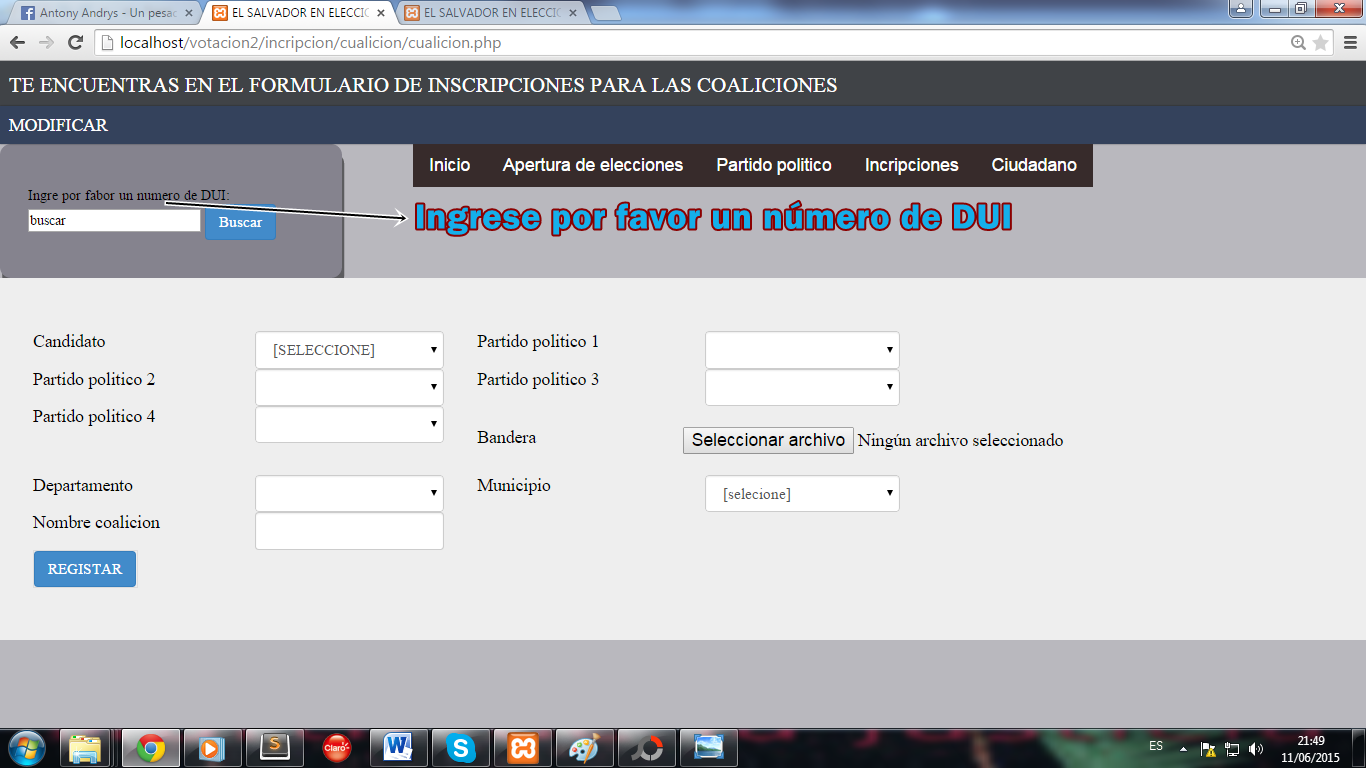 Antony Andrys - Un pesac
EL SALVADOR EN ELECCIO
EL SALVADOR EN ELECCIO
localhost/votacion2/incripcion/cualicion/cualicion.php
TE ENCUENTRAS EN EL FORMULARIO DE INSCRIPCIONES PARA LAS COALICIONES
MODIFICAR
Inicio Apertura de elecciones Partido politico Incripciones Ciudadano
Ingre por fabor un numero de DUI:
buscar Buscar
Ingrese por favor un número de DUI
Candidato [SELECCIONE] Partido politico 1
Partido politico 2 Partido politico 3
Partido politico 4
Bandera Seleccionar archivo Ningún archivo seleccionado
Departamento Municipio [selecione]
Nombre coalicion
REGISTAR
Claro
ES 21:49
11/06/2015